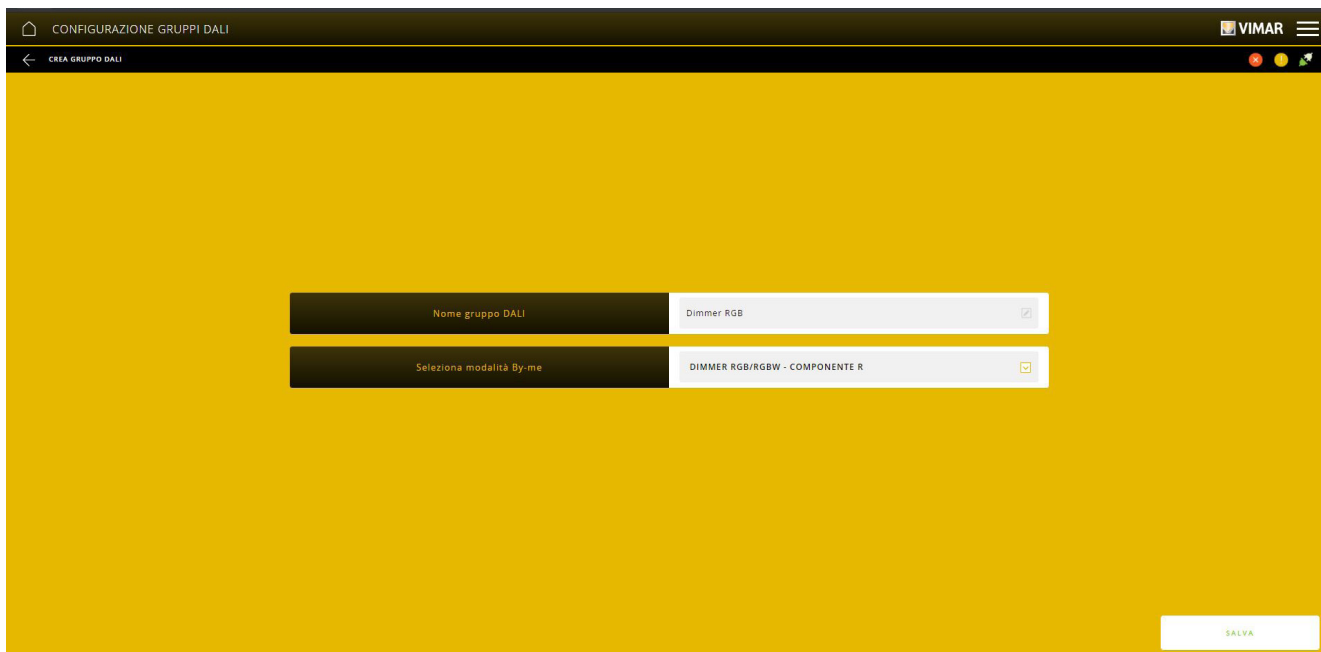 CONFIGURAZIONE GRUPPI DALI
VIMAR
CREA GRUPPO DALI
Nome gruppo DALI
Dimmer RGB
Seleziona modalità By-me
DIMMER RGB/RGBW - COMPONENTE R
SALVA